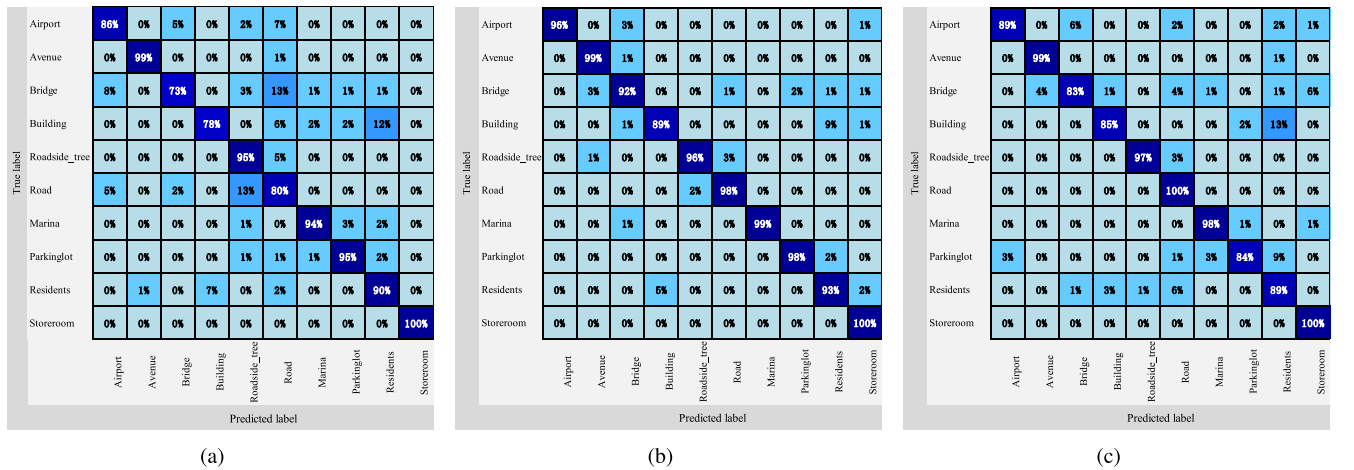 Airport 86% 0% 5% 0% 2% 7% 0% 0% 0% 0%
Avenue 0% 99% 0% 0% 0% 1% 0% 0% 0% 0%
Bridge 8% 0% 73% 0% 3% 13% 1% 1% 1% 0%
Building 0% 0% 0% 78% 0% 6% 2% 2% 12% 0%
Roadside_tree 0% 0% 0% 0% 95% 5% 0% 0% 0% 0%
Road 5% 0% 2% 0% 13% 80% 0% 0% 0% 0%
Marina 0% 0% 0% 0% 1% 0% 94% 3% 2% 0%
Parkinglot 0% 0% 0% 0% 1% 1% 1% 95% 2% 0%
Residents 0% 1% 0% 7% 0% 2% 0% 0% 90% 0%
Storeroom 0% 0% 0% 0% 0% 0% 0% 0% 0% 100%
True label
Airport Avenue Bridge Building Roadside_tree Road Marina Parkinglot Residents Storeroom
Predicted label
(a)
Airport 96% 0% 3% 0% 0% 0% 0% 0% 0% 1%
Avenue 0% 99% 1% 0% 0% 0% 0% 0% 0% 0%
Bridge 0% 3% 92% 0% 0% 1% 0% 2% 1% 1%
Building 0% 0% 1% 89% 0% 0% 0% 0% 9% 1%
Roadside_tree 0% 1% 0% 0% 96% 3% 0% 0% 0% 0%
Road 0% 0% 0% 0% 2% 98% 0% 0% 0% 0%
Marina 0% 0% 1% 0% 0% 0% 99% 0% 0% 0%
Parkinglot 0% 0% 0% 0% 0% 0% 0% 98% 2% 0%
Residents 0% 0% 0% 5% 0% 0% 0% 0% 93% 2%
Storeroom 0% 0% 0% 0% 0% 0% 0% 0% 0% 100%
True label
Airport Avenue Bridge Building Roadside_tree Road Marina Parkinglot Residents Storeroom
Predicted label
(b)
Airport 89% 0% 6% 0% 0% 2% 0% 0% 2% 1%
Avenue 0% 99% 0% 0% 0% 0% 0% 0% 1% 0%
Bridge 0% 4% 83% 1% 0% 4% 1% 0% 1% 6%
Building 0% 0% 0% 85% 0% 0% 0% 2% 13% 0%
Roadside_tree 0% 0% 0% 0% 97% 3% 0% 0% 0% 0%
Road 0% 0% 0% 0% 0% 100% 0% 0% 0% 0%
Marina 0% 0% 0% 0% 0% 0% 98% 1% 0% 1%
Parkinglot 3% 0% 0% 0% 0% 1% 3% 84% 9% 0%
Residents 0% 0% 1% 3% 1% 6% 0% 0% 89% 0%
Storeroom 0% 0% 0% 0% 0% 0% 0% 0% 0% 100%
True label
Airport Avenue Bridge Building Roadside_tree Road Marina Parkinglot Residents Storeroom
Predicted label
(c)